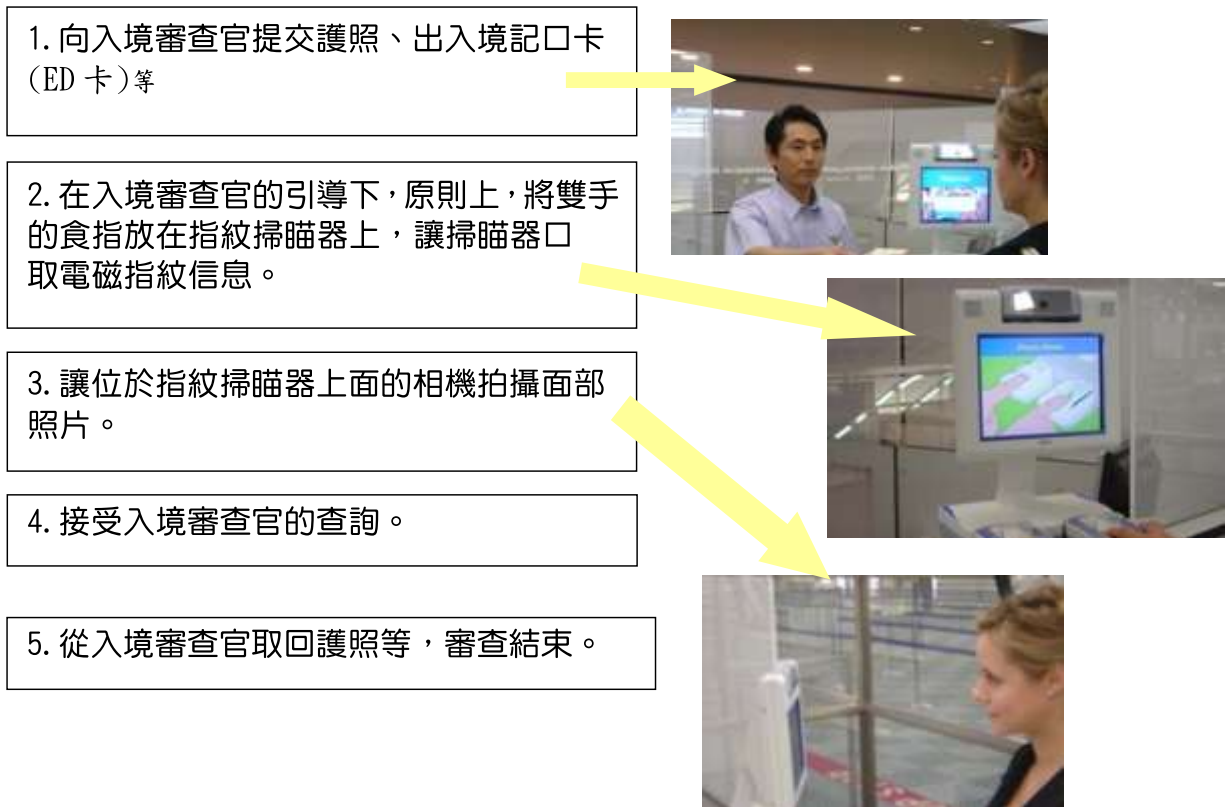 1.向入境審查官提交護照、出入境記口卡
(ED卡)等
2.在入境審查官的引導下，原則上，將雙手
的食指放在指紋掃瞄器上，讓掃瞄器口
取電磁指紋信息。
3.讓位於指紋掃瞄器上面的相機拍攝面部
照片。
4.接受入境審查官的查詢。
5.從入境審查官取回護照等，審查結束。